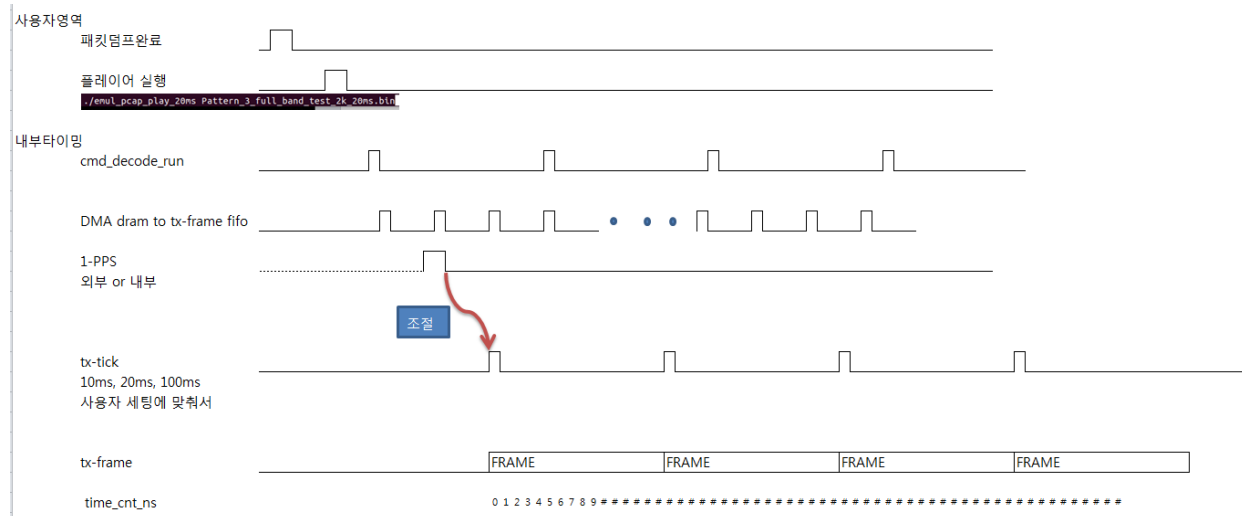 사용자영역
패킷덤프완료
플레이어 실행
./emul_pcap_play_20ms Pattern_3_full_band_test_2k_20ms.bin
내부타이밍
cmd_decode_run
DMA dram to tx-frame fifo
1-PPS
외부 or 내부
조절
tx-tick
10ms, 20ms, 100ms
사용자 세팅에 맞춰서
tx-frame FRAME FRAME FRAME FRAME
time_cnt_ns 0 1 2 3 4 5 6 7 8 9 # # # # # # # # # # # # # # # # # # # # # # # # # # # # # # # # # # # # # # # # # # # # # # # #